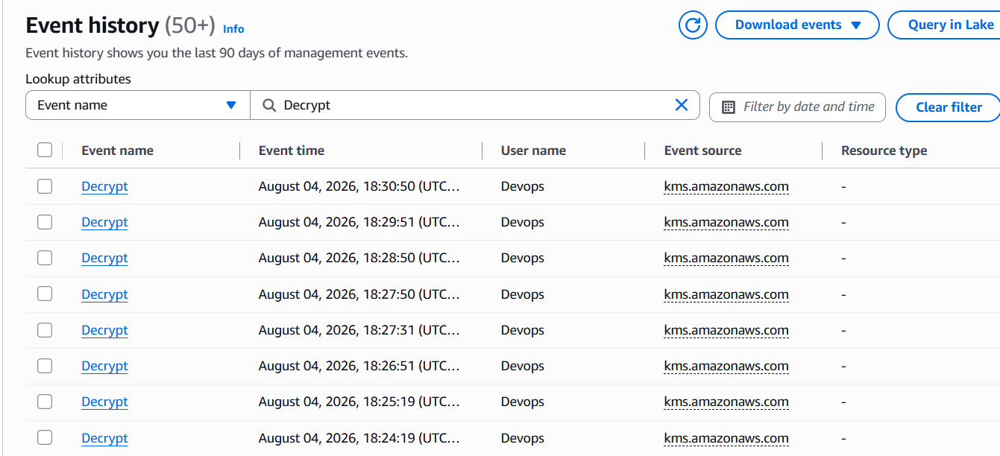 Event history (50+) Info
Download events
Query in Lake
Event history shows you the last 90 days of management events.
Lookup attributes
Event name
Decrypt
Filter by date and time
Clear filter
Event name Event time User name Event source Resource type
Decrypt August 04, 2026, 18:30:50 (UTC... Devops kms.amazonaws.com -
Decrypt August 04, 2026, 18:29:51 (UTC... Devops kms.amazonaws.com -
Decrypt August 04, 2026, 18:28:50 (UTC... Devops kms.amazonaws.com -
Decrypt August 04, 2026, 18:27:50 (UTC... Devops kms.amazonaws.com -
Decrypt August 04, 2026, 18:27:31 (UTC... Devops kms.amazonaws.com -
Decrypt August 04, 2026, 18:26:51 (UTC... Devops kms.amazonaws.com -
Decrypt August 04, 2026, 18:25:19 (UTC... Devops kms.amazonaws.com -
Decrypt August 04, 2026, 18:24:19 (UTC... Devops kms.amazonaws.com -